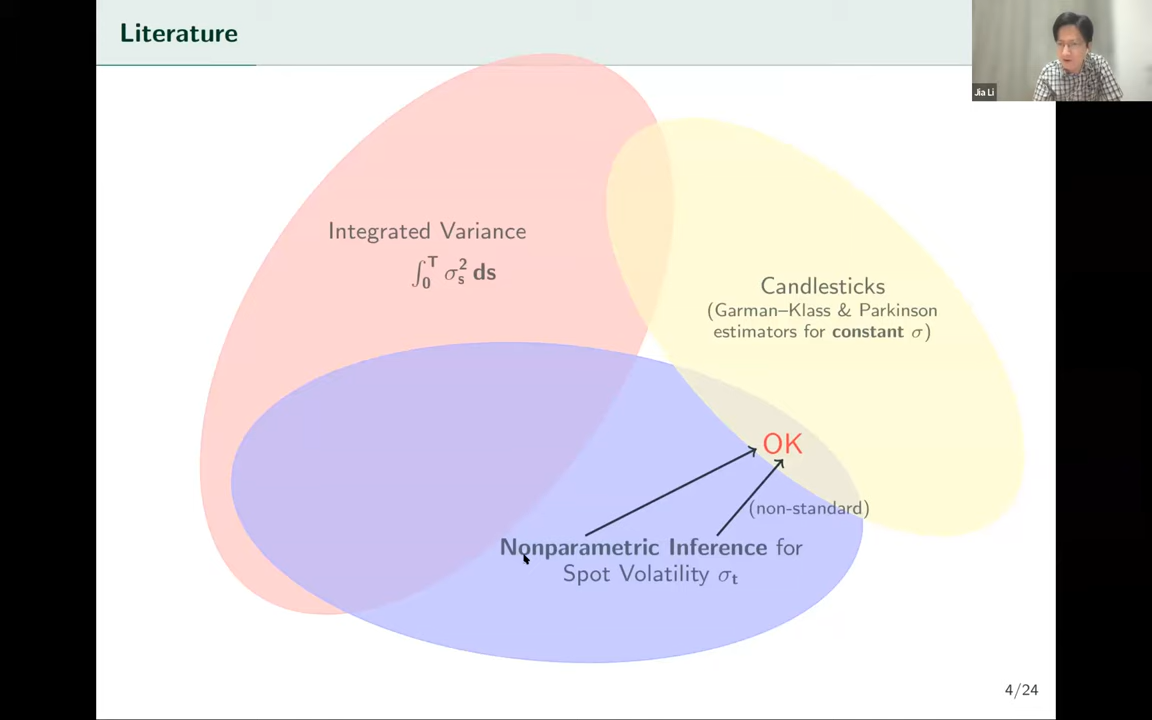 Literature
Jia Li
Integrated Variance
∫₀ᵀ σₛ² ds
Candlesticks
(Garman–Klass & Parkinson
estimators for constant σ)
OK
(non-standard)
Nonparametric Inference for
Spot Volatility σₜ
4/24